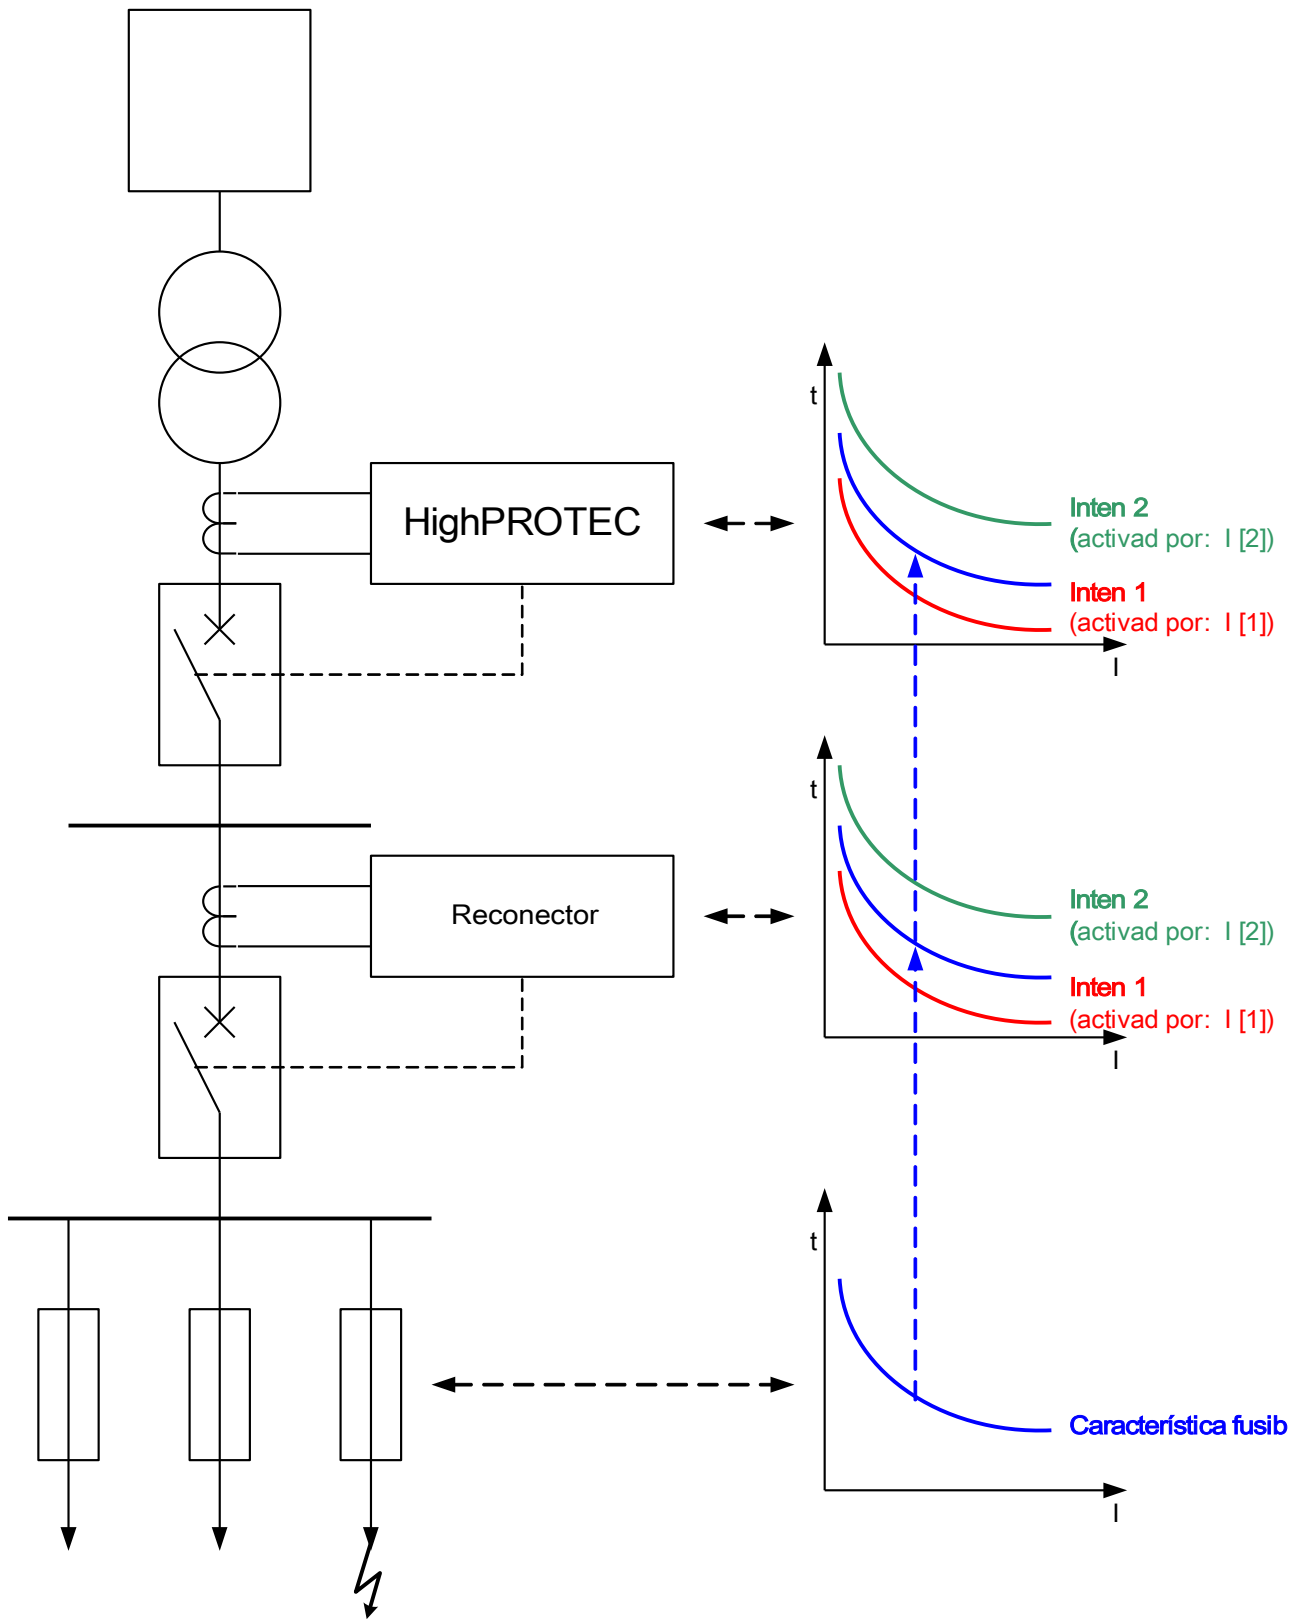 HighPROTEC
t
Inten 2
(activad por: I [2])
Inten 1
(activad por: I [1])
I
Reconector
t
Inten 2
(activad por: I [2])
Inten 1
(activad por: I [1])
I
t
Característica fusib
I